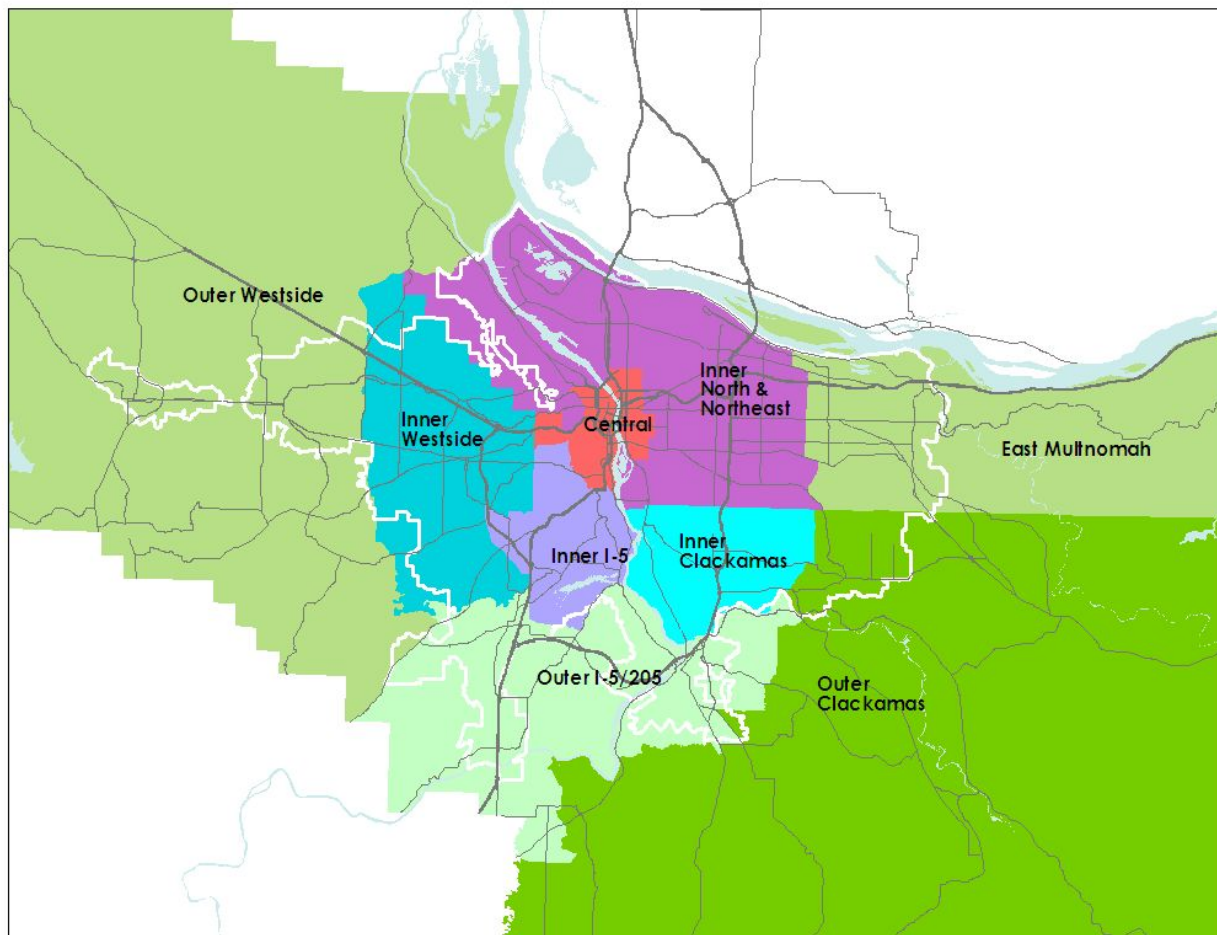 Outer Westside
Inner
North &
Northeast
Inner
Westside
Central
East Multnomah
Inner I-5
Inner
Clackamas
Outer I-5/205
Outer
Clackamas